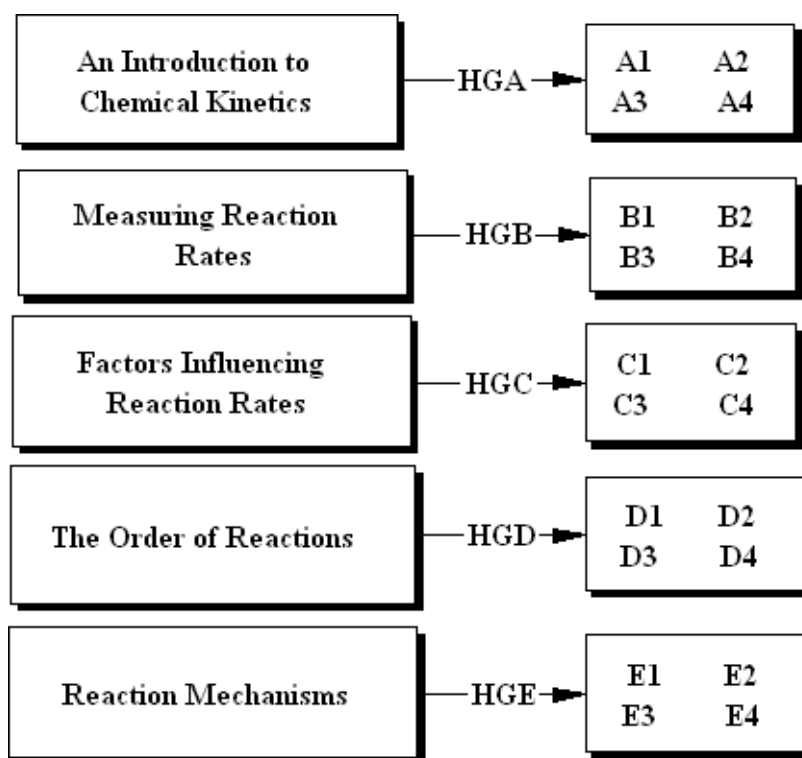 An Introduction to
Chemical Kinetics
HGA
A1 A2
A3 A4
Measuring Reaction
Rates
HGB
B1 B2
B3 B4
Factors Influencing
Reaction Rates
HGC
C1 C2
C3 C4
The Order of Reactions
HGD
D1 D2
D3 D4
Reaction Mechanisms
HGE
E1 E2
E3 E4